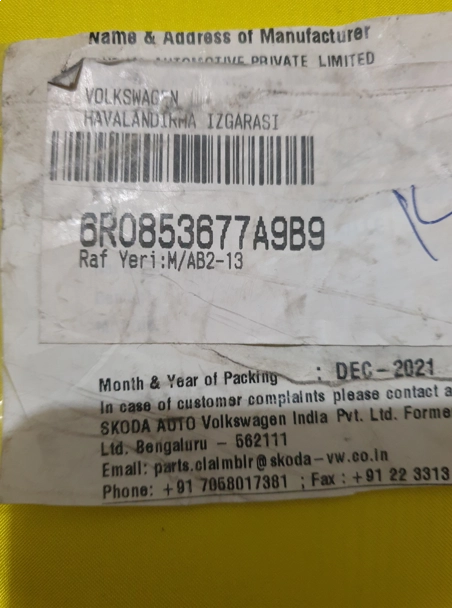 Name & Address of Manufacturer
AUTOMOTIVE PRIVATE LIMITED
VOLKSWAGEN
HAVALANDIRMA IZGARASI
6R0853677A9B9
Raf Yeri:M/AB2-13
Month & Year of Packing : DEC-2021
In case of customer complaints please contact a
SKODA AUTO Volkswagen India Pvt. Ltd. Forme
Ltd. Bengaluru - 562111
Email: parts.claimblr@skoda-vw.co.in
Phone: +91 7068017381 ; Fax : +91 22 3313